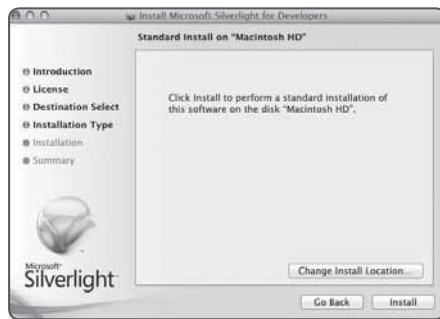 Install Microsoft Silverlight for Developers
Standard Install on "Macintosh HD"
Introduction
License
Destination Select
Installation Type
Installation
Summary
Click Install to perform a standard installation of
this software on the disk "Macintosh HD".
Microsoft®
Silverlight
Change Install Location...
Go Back
Install